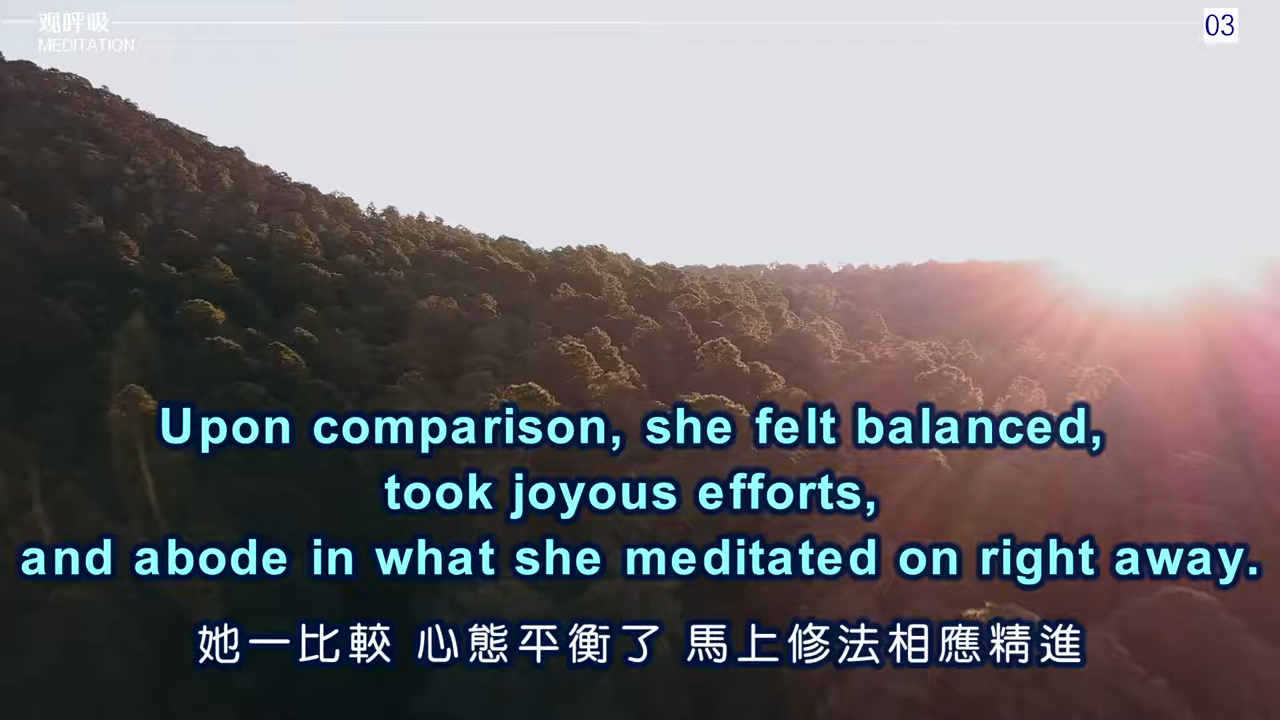 观呼吸
MEDITATION
03
Upon comparison, she felt balanced,
took joyous efforts,
and abode in what she meditated on right away.
她一比較 心態平衡了 馬上修法相應精進